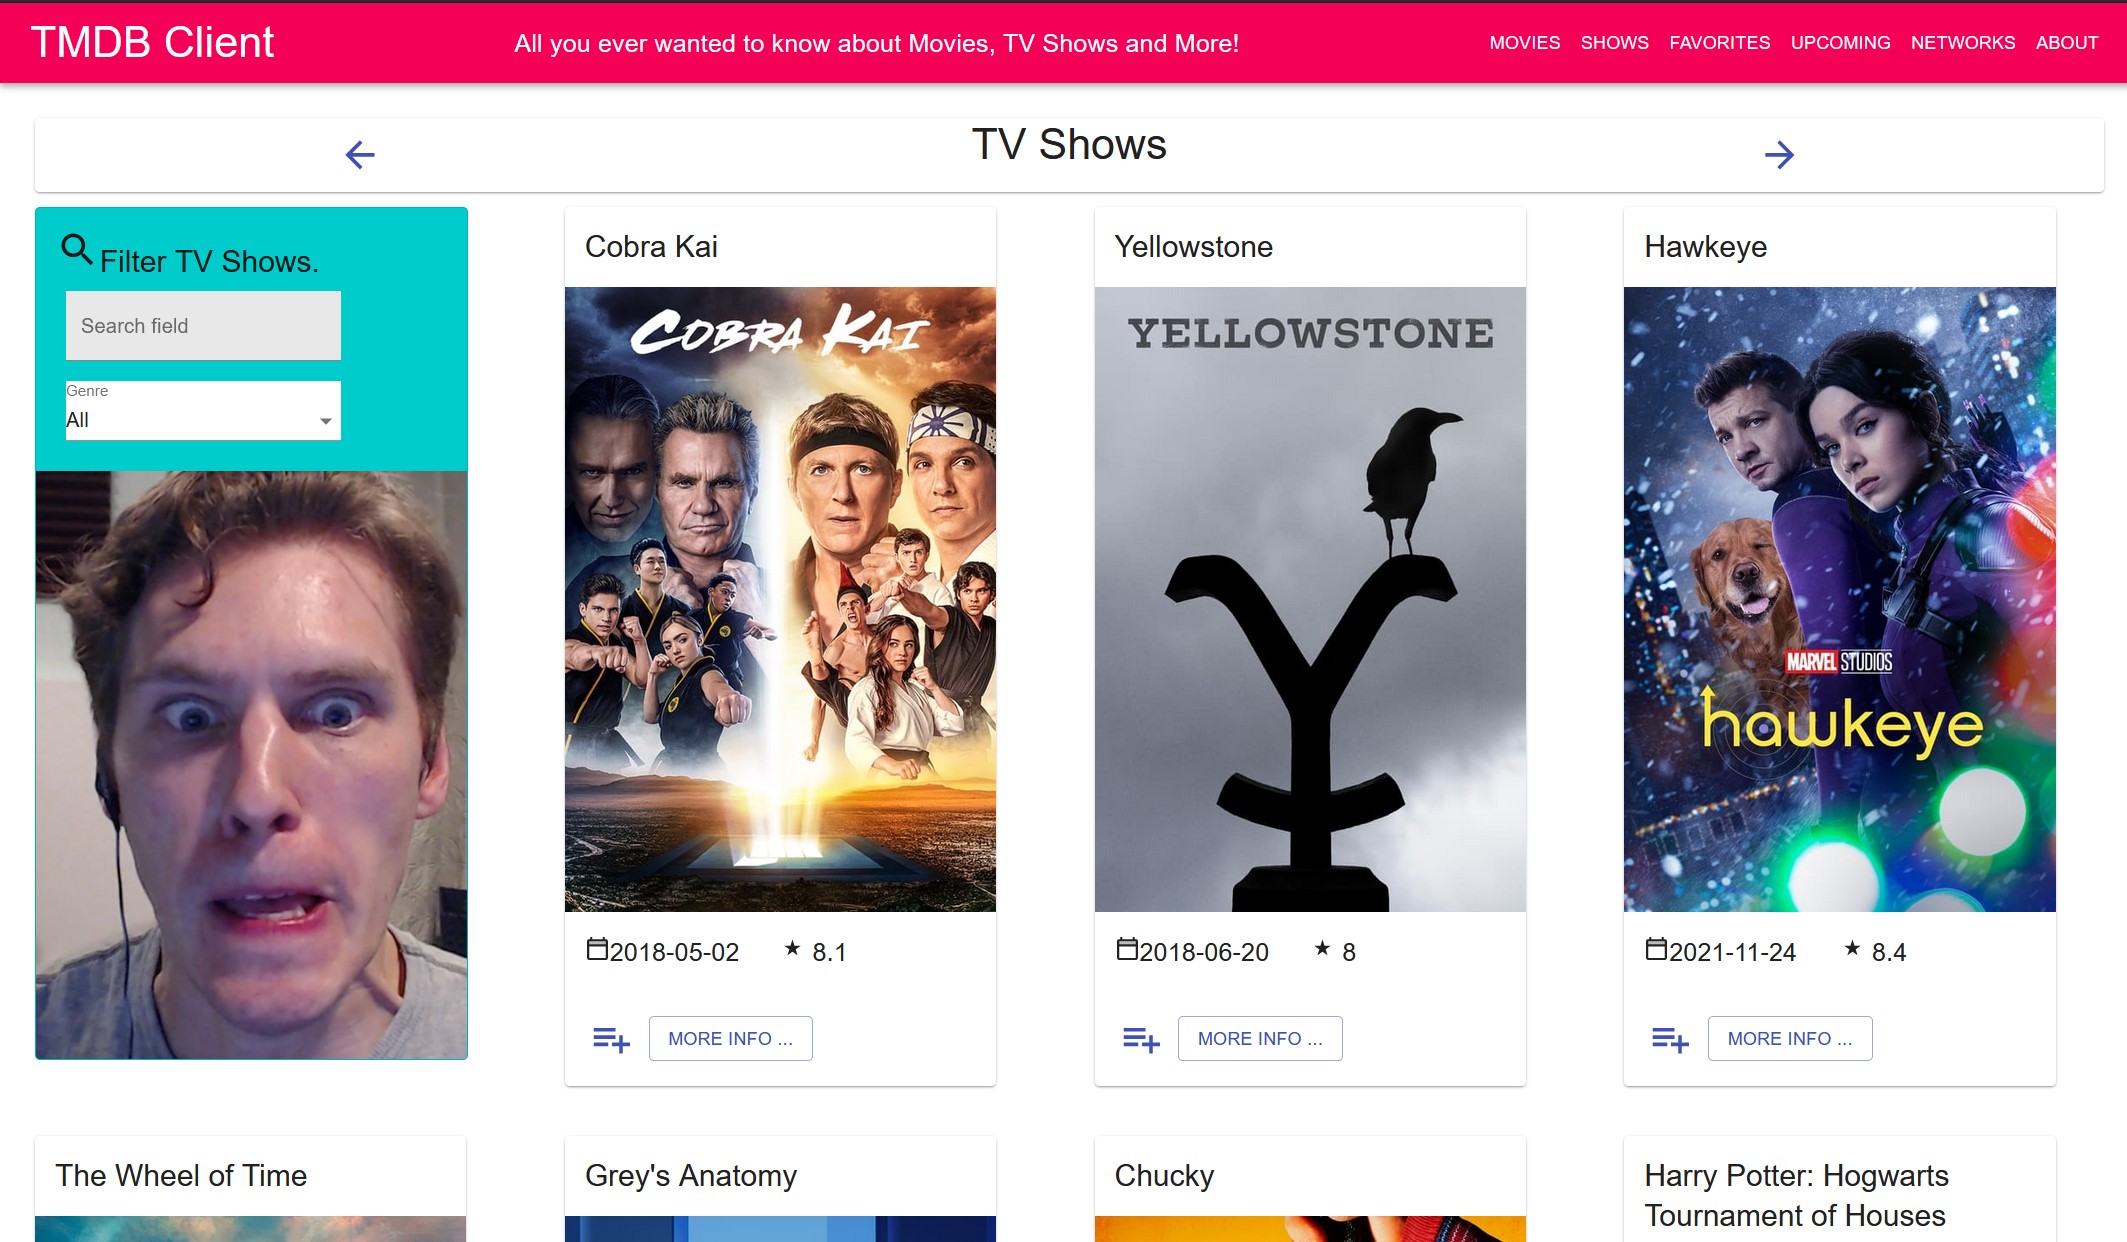 TMDB Client
All you ever wanted to know about Movies, TV Shows and More!
MOVIES SHOWS FAVORITES UPCOMING NETWORKS ABOUT
TV Shows
Filter TV Shows.
Search field
Genre
All
Cobra Kai
COBRA KAI
2018-05-02 8.1
MORE INFO ...
Yellowstone
YELLOWSTONE
2018-06-20 8
MORE INFO ...
Hawkeye
MARVEL STUDIOS
hawkeye
2021-11-24 8.4
MORE INFO ...
The Wheel of Time
Grey's Anatomy
Chucky
Harry Potter: Hogwarts
Tournament of Houses